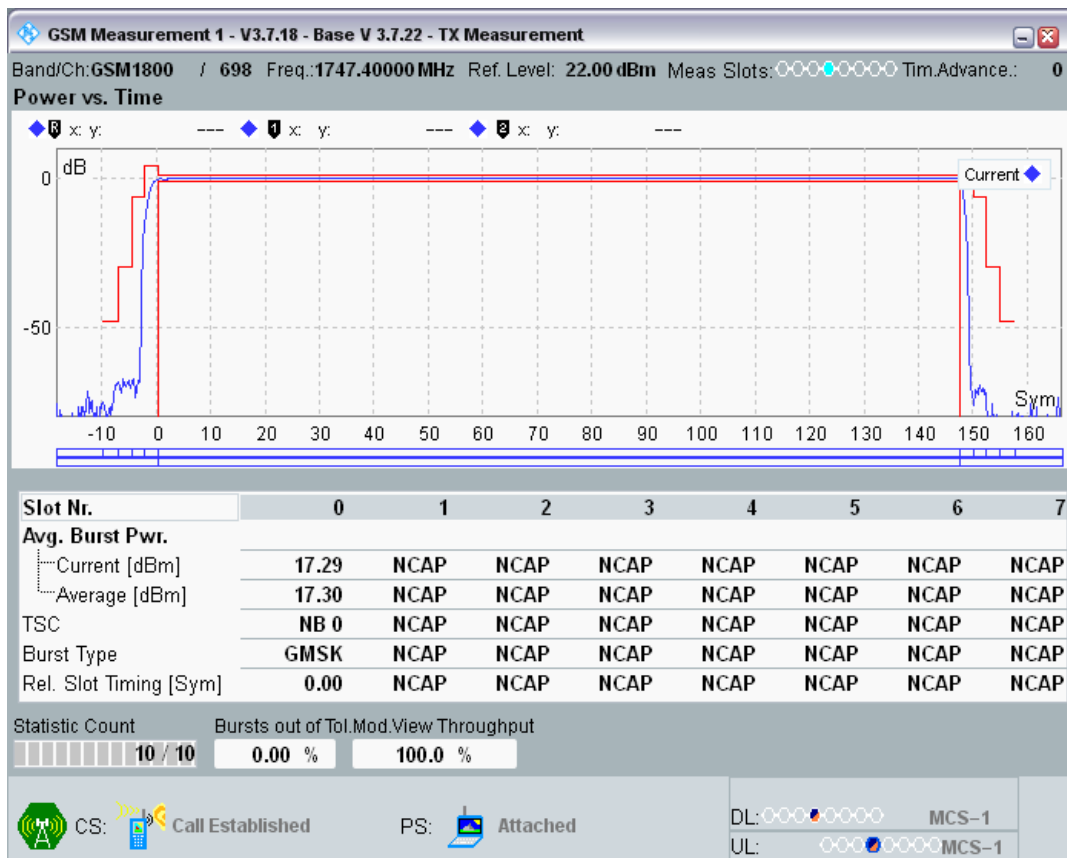 GSM Measurement 1 - V3.7.18 - Base V 3.7.22 - TX Measurement
Band/Ch:GSM1800 / 698 Freq.:1747.40000 MHz Ref. Level: 22.00 dBm Meas Slots: Tim.Advance.: 0
Power vs. Time
R x: y: --- 1 x: y: --- 2 x: y: ---
dB
Current
0
-50
Sym
-10 0 10 20 30 40 50 60 70 80 90 100 110 120 130 140 150 160
Slot Nr. 0 1 2 3 4 5 6 7
Avg. Burst Pwr.
Current [dBm] 17.29 NCAP NCAP NCAP NCAP NCAP NCAP NCAP
Average [dBm] 17.30 NCAP NCAP NCAP NCAP NCAP NCAP NCAP
TSC NB 0 NCAP NCAP NCAP NCAP NCAP NCAP NCAP
Burst Type GMSK NCAP NCAP NCAP NCAP NCAP NCAP NCAP
Rel. Slot Timing [Sym] 0.00 NCAP NCAP NCAP NCAP NCAP NCAP NCAP
Statistic Count Bursts out of Tol.Mod.View Throughput
10 / 10 0.00 % 100.0 %
CS: Call Established PS: Attached
DL: MCS-1
UL: MCS-1